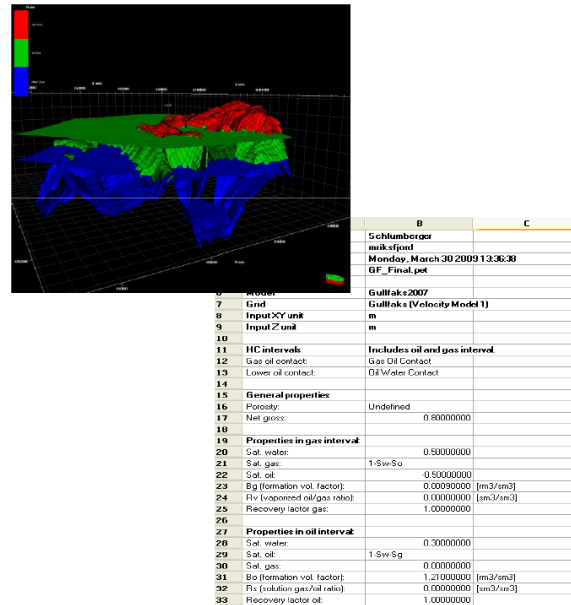 B C
Schlumberger
mriksfjord
Monday, March 30 2009 13:36:38
GF_Final.pet
Model Gullfaks2007
7 Grid Gullfaks (Velocity Model 1)
8 Input XY unit m
9 Input Z unit m
10
11 HC intervals Includes oil and gas interval.
12 Gas oil contact: Gas Oil Contact
13 Lower oil contact: Oil Water Contact
14
15 General properties
16 Porosity: Undefined
17 Net gross: 0.80000000
18
19 Properties in gas interval:
20 Sat. water: 0.50000000
21 Sat. gas: 1-Sw-So
22 Sat. oil: -0.50000000
23 Bg (formation vol. factor): 0.00090000 [rm3/sm3]
24 Rv (vaporized oil/gas ratio): 0.00000000 [sm3/sm3]
25 Recovery factor gas: 1.00000000
26
27 Properties in oil interval:
28 Sat. water: 0.30000000
29 Sat. oil: 1-Sw-Sg
30 Sat. gas: 0.00000000
31 Bo (formation vol. factor): 1.21000000 [rm3/sm3]
32 Rs (solution gas/oil ratio): 0.00000000 [sm3/sm3]
33 Recovery factor oil: 1.00000000